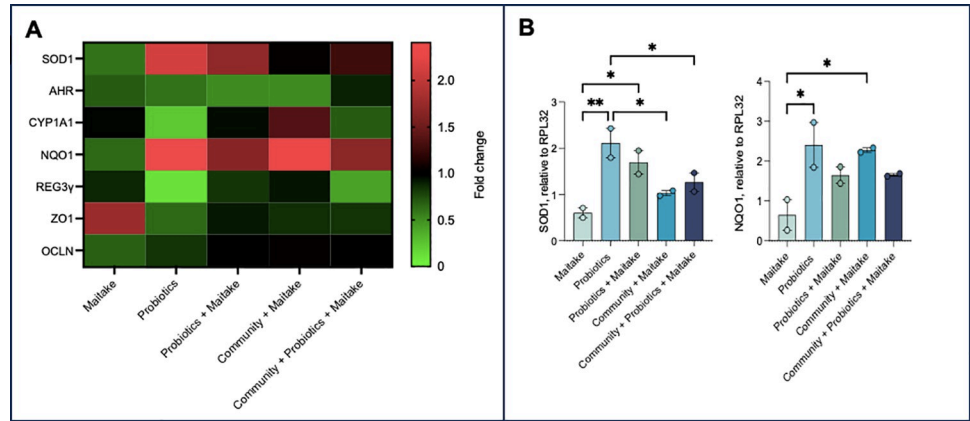 A
SOD1
AHR
CYP1A1
NQO1
REG3γ
ZO1
OCLN
Maitake
Probiotics
Probiotics + Maitake
Community + Maitake
Community + Probiotics + Maitake
2.0
1.5
1.0
0.5
0
Fold change
B
SOD1, relative to RPL32
3
2
1
0
*
*
** *
Maitake
Probiotics
Probiotics + Maitake
Community + Maitake
Community + Probiotics + Maitake
NQO1, relative to RPL32
4
3
2
1
0
*
*
Maitake
Probiotics
Probiotics + Maitake
Community + Maitake
Community + Probiotics + Maitake